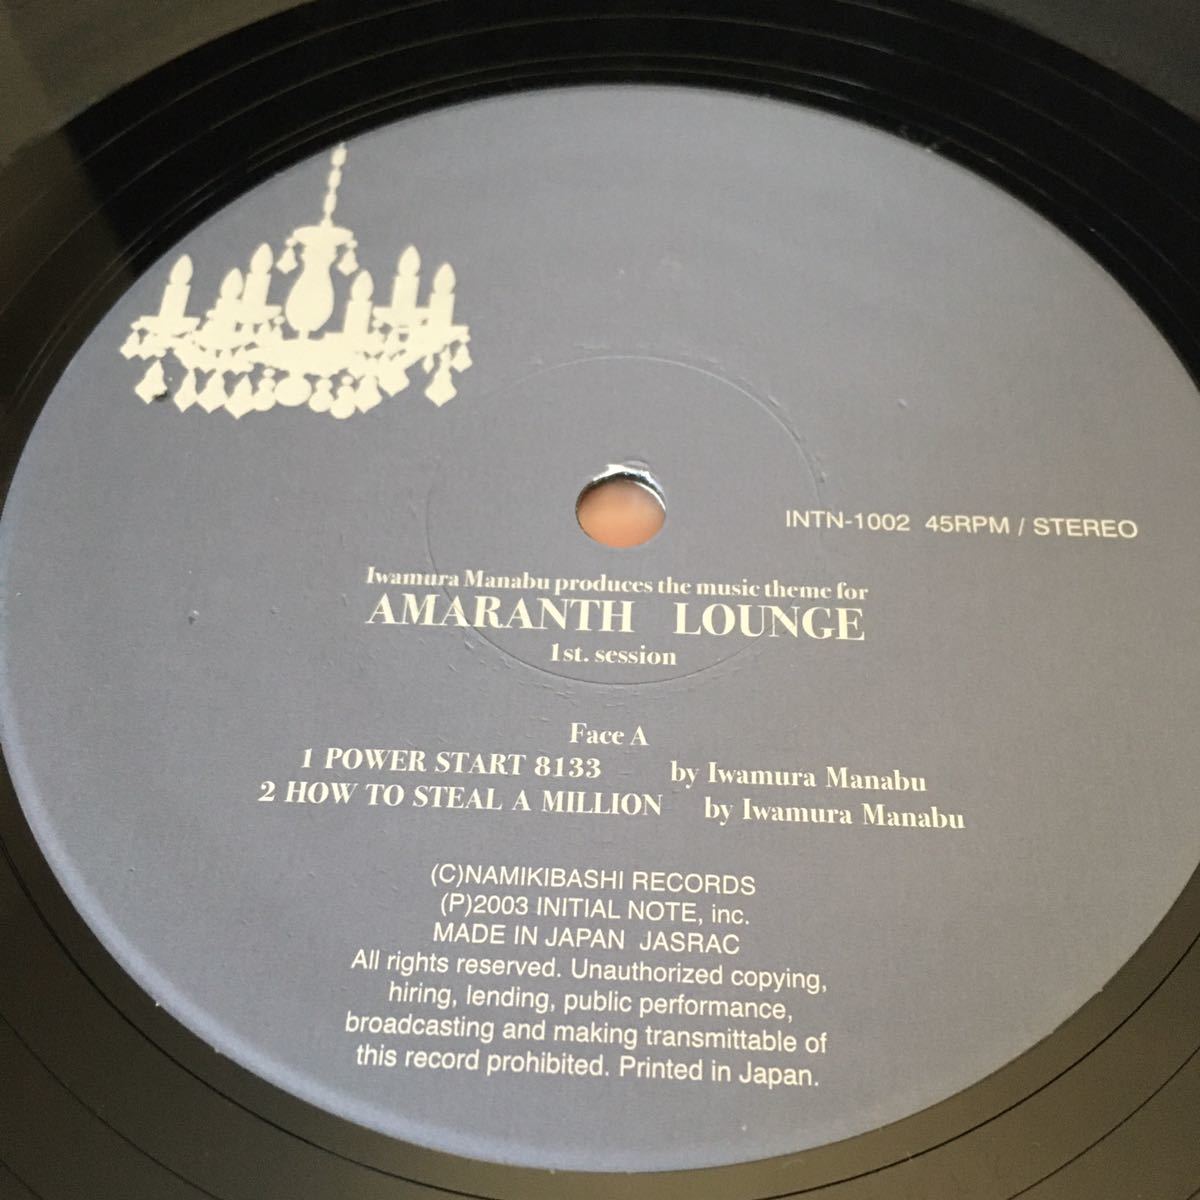 INTN-1002 45RPM / STEREO
Iwamura Manabu produces the music theme for
AMARANTH LOUNGE
1st. session
Face A
1 POWER START 8133 by Iwamura Manabu
2 HOW TO STEAL A MILLION by Iwamura Manabu
(C)NAMIKIBASHI RECORDS
(P)2003 INITIAL NOTE, inc.
MADE IN JAPAN JASRAC
All rights reserved. Unauthorized copying,
hiring, lending, public performance,
broadcasting and making transmittable of
this record prohibited. Printed in Japan.